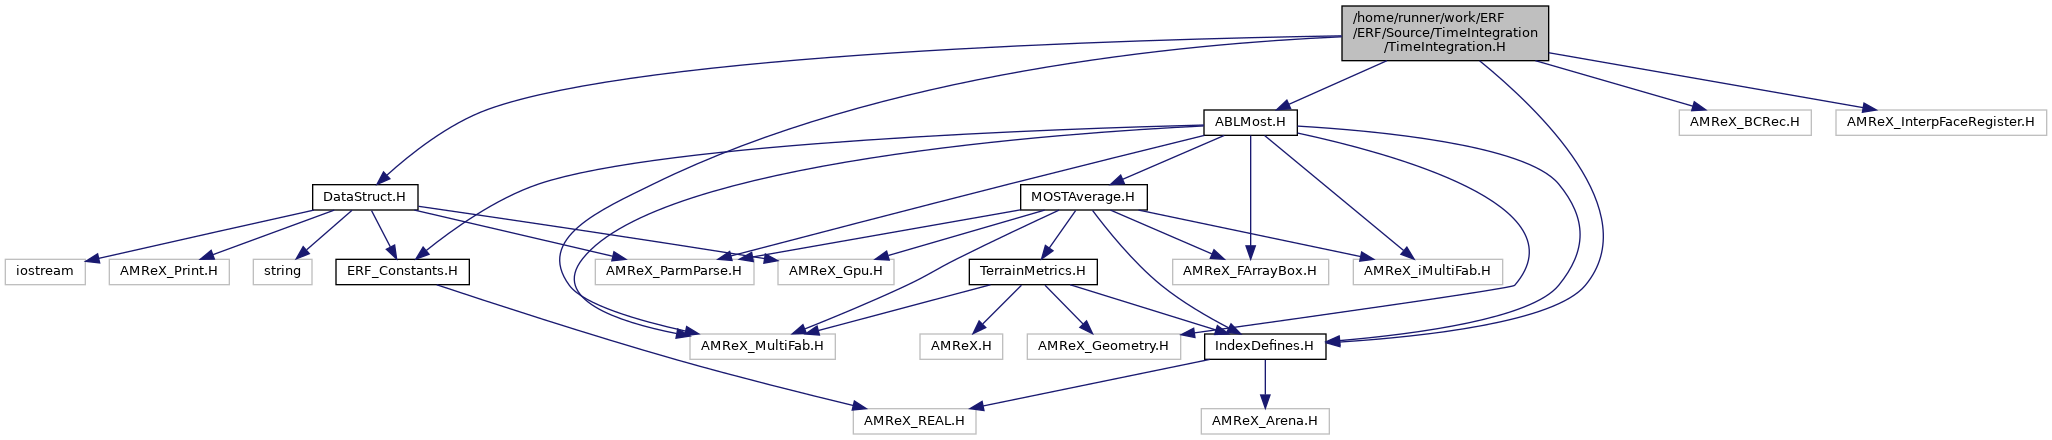 /home/runner/work/ERF
/ERF/Source/TimeIntegration
/TimeIntegration.H
ABLMost.H
AMReX_BCRec.H
AMReX_InterpFaceRegister.H
DataStruct.H
MOSTAverage.H
iostream
AMReX_Print.H
string
ERF_Constants.H
AMReX_ParmParse.H
AMReX_Gpu.H
TerrainMetrics.H
AMReX_FArrayBox.H
AMReX_iMultiFab.H
AMReX_MultiFab.H
AMReX.H
AMReX_Geometry.H
IndexDefines.H
AMReX_REAL.H
AMReX_Arena.H